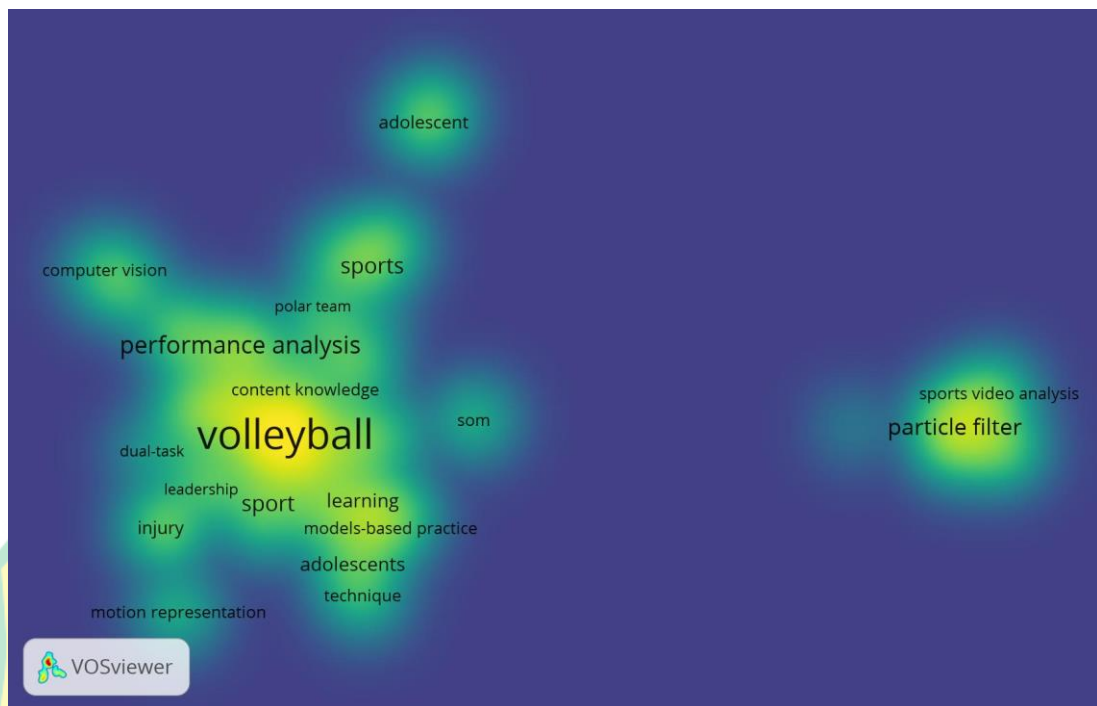 adolescent
sports
computer vision
polar team
performance analysis
content knowledge
sports video analysis
volleyball
som
particle filter
dual-task
leadership
sport
learning
injury
models-based practice
adolescents
technique
motion representation
VOSviewer